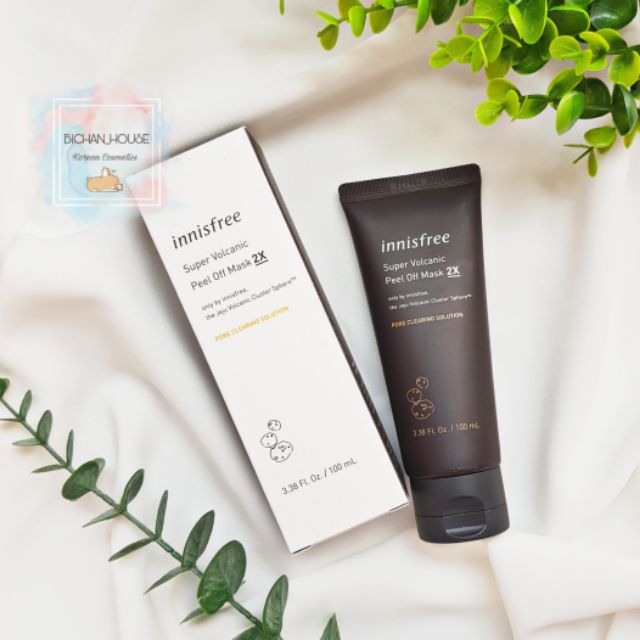 BICHAN_HOUSE
Korean Cosmetics
innisfree
Super Volcanic
Peel Off Mask 2X
only by innisfree,
the Jeju Volcanic Cluster Sphere™
PORE CLEARING SOLUTION
3.38 Fl. Oz. / 100 mL
innisfree
Super Volcanic
Peel Off Mask 2X
only by innisfree,
the Jeju Volcanic Cluster Sphere™
PORE CLEARING SOLUTION
3.38 Fl. Oz. / 100 mL